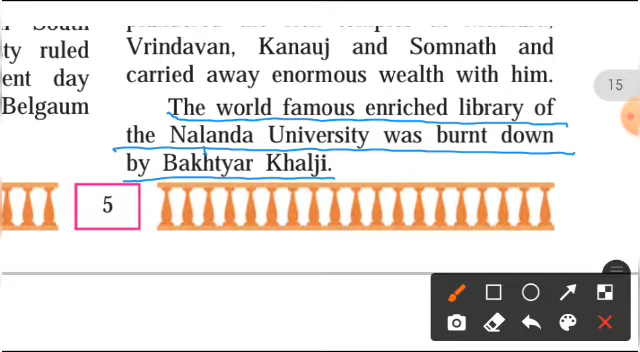 ty ruled
ent day
Belgaum
Vrindavan, Kanauj and Somnath and
carried away enormous wealth with him.
The world famous enriched library of
the Nalanda University was burnt down
by Bakhtyar Khalji.
5
15